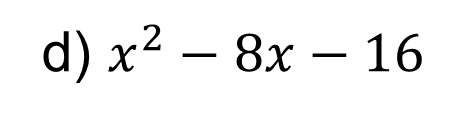 d) x² − 8x − 16